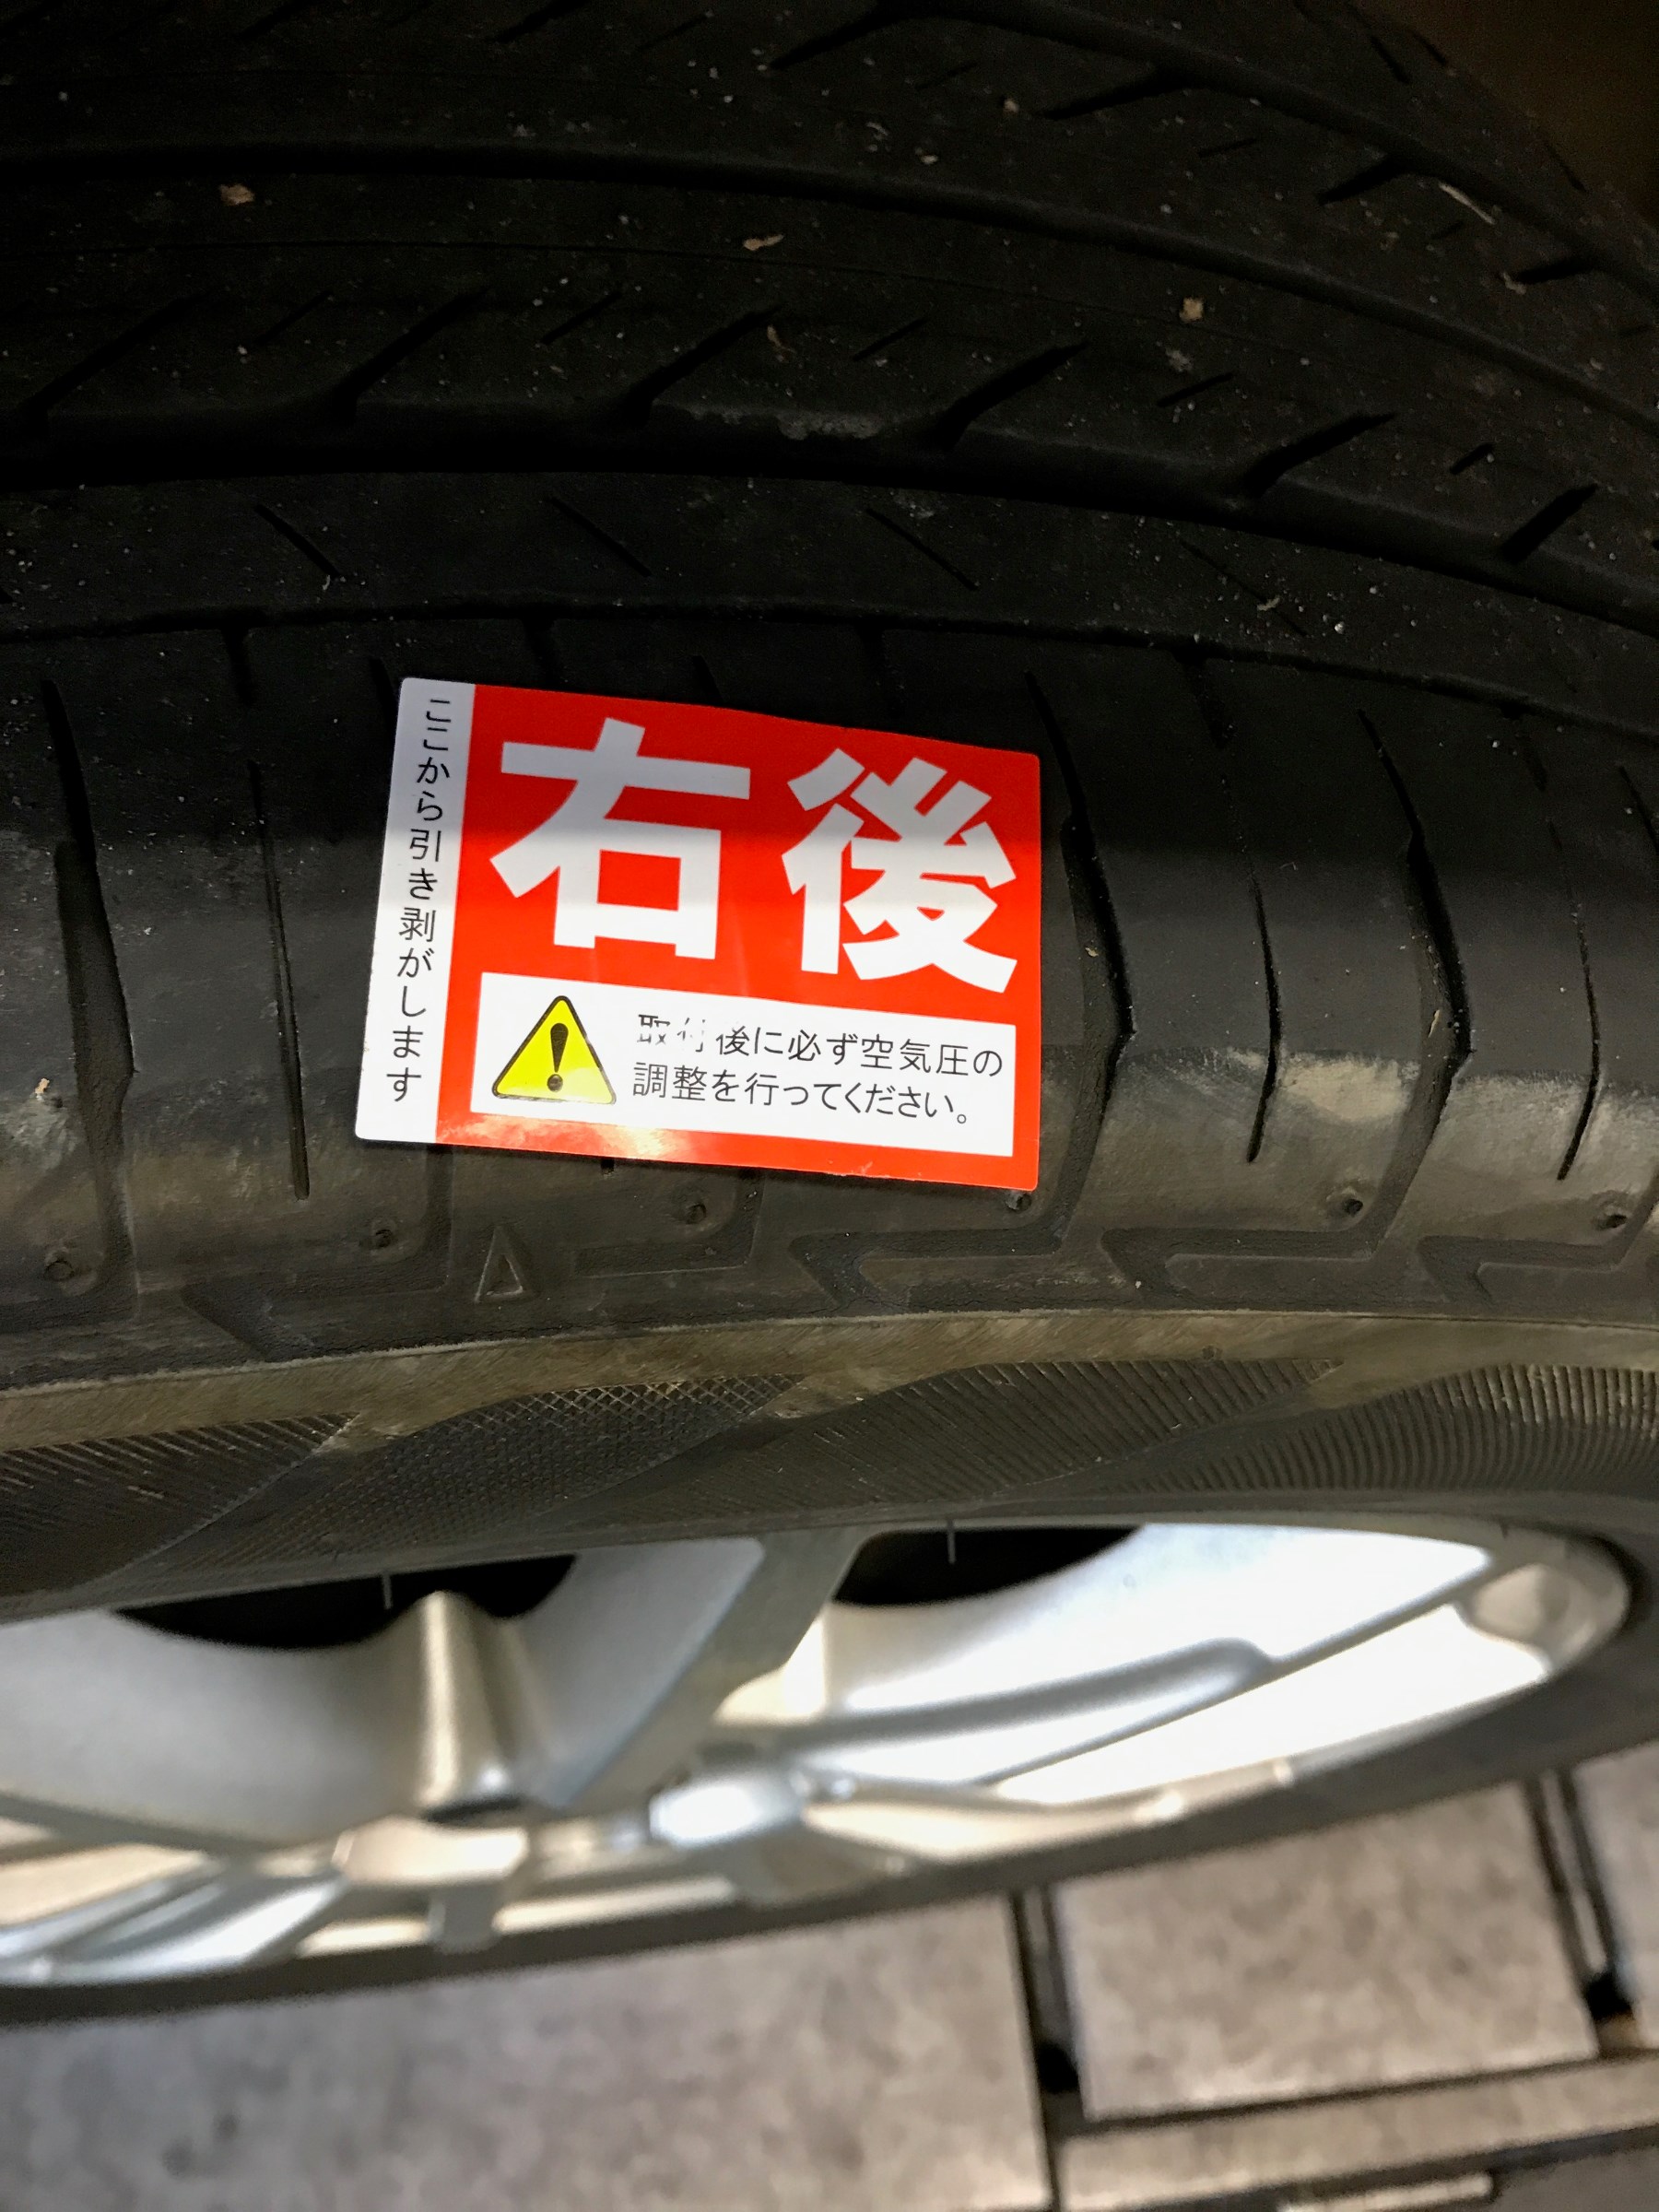 ここから引き剥がします
右後
取付後に必ず空気圧の
調整を行ってください。